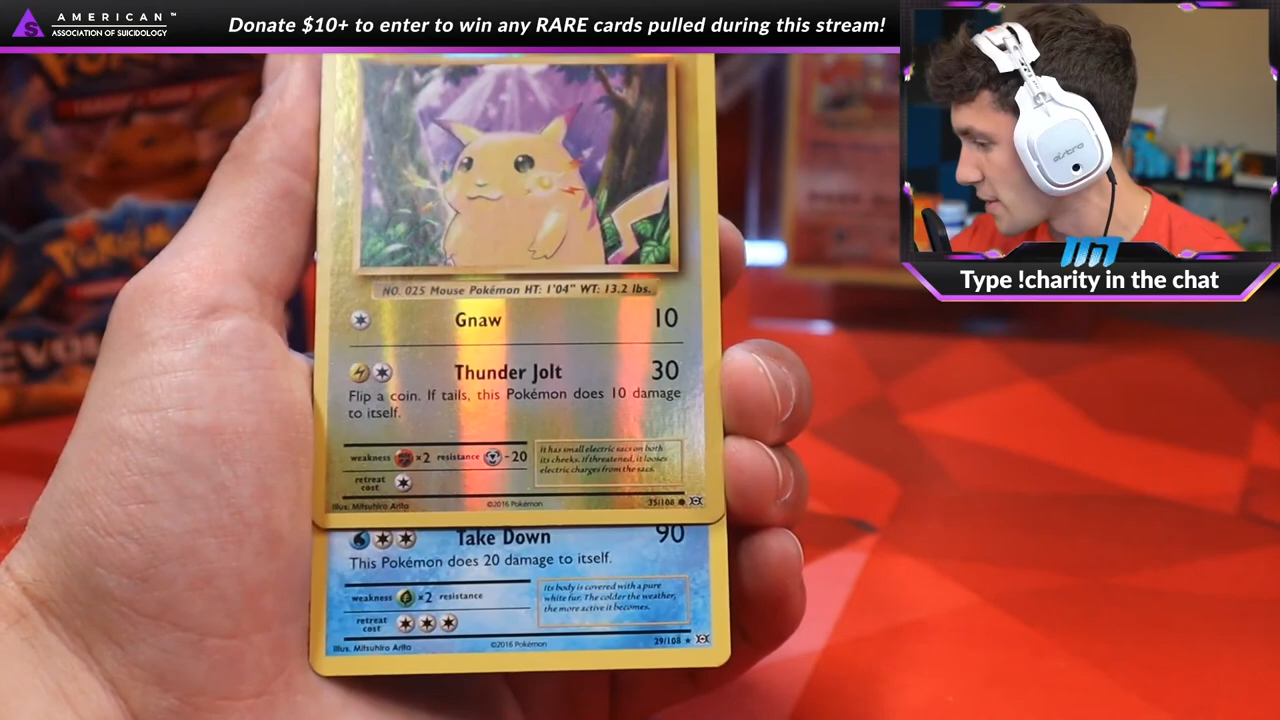 AMERICAN™
ASSOCIATION OF SUICIDOLOGY
Donate $10+ to enter to win any RARE cards pulled during this stream!
astro
Type !charity in the chat
NO. 025 Mouse Pokémon HT: 1'04" WT: 13.2 lbs.
Gnaw 10
Thunder Jolt 30
Flip a coin. If tails, this Pokémon does 10 damage
to itself.
weakness ×2 resistance -20
retreat
cost
It has small electric sacs on both
its cheeks. If threatened, it looses
electric charges from the sacs.
Illus. Mitsuhiro Arita ©2016 Pokémon 35/108
Take Down 90
This Pokémon does 20 damage to itself.
weakness ×2 resistance
retreat
cost
Its body is covered with a pure
white fur. The colder the weather,
the more active it becomes.
Illus. Mitsuhiro Arita ©2016 Pokémon 29/108